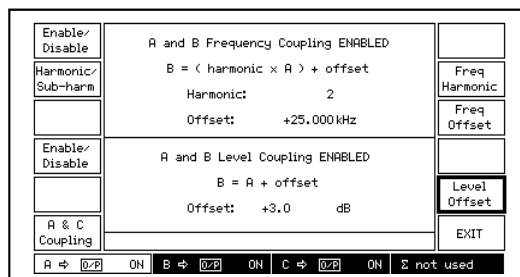 Enable/
Disable
A and B Frequency Coupling ENABLED
B = ( harmonic x A ) + offset
Harmonic/
Sub-harm
Freq
Harmonic
Harmonic: 2
Offset: +25.000 kHz
Freq
Offset
Enable/
Disable
A and B Level Coupling ENABLED
B = A + offset
Level
Offset
Offset: +3.0 dB
A & C
Coupling
EXIT
A ⇨ O/P ON B ⇨ O/P ON C ⇨ O/P ON Σ not used